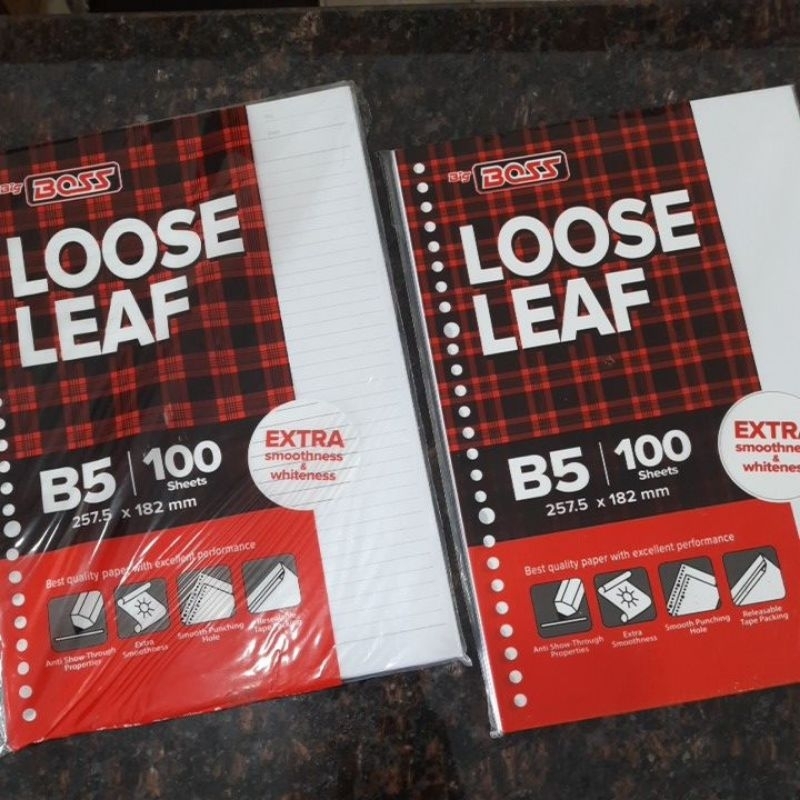 Big BOSS
LOOSE
LEAF
B5 | 100
Sheets
257.5 x 182 mm
EXTRA
smoothness
&
whiteness
Best quality paper with excellent performance
Anti Show-Through
Properties
Extra
Smoothness
Smooth Punching
Hole
Resealable
Tape Packing
Big BOSS
LOOSE
LEAF
B5 | 100
Sheets
257.5 x 182 mm
EXTRA
smoothness
&
whiteness
Best quality paper with excellent performance
Anti Show-Through
Properties
Extra
Smoothness
Smooth Punching
Hole
Releasable
Tape Packing